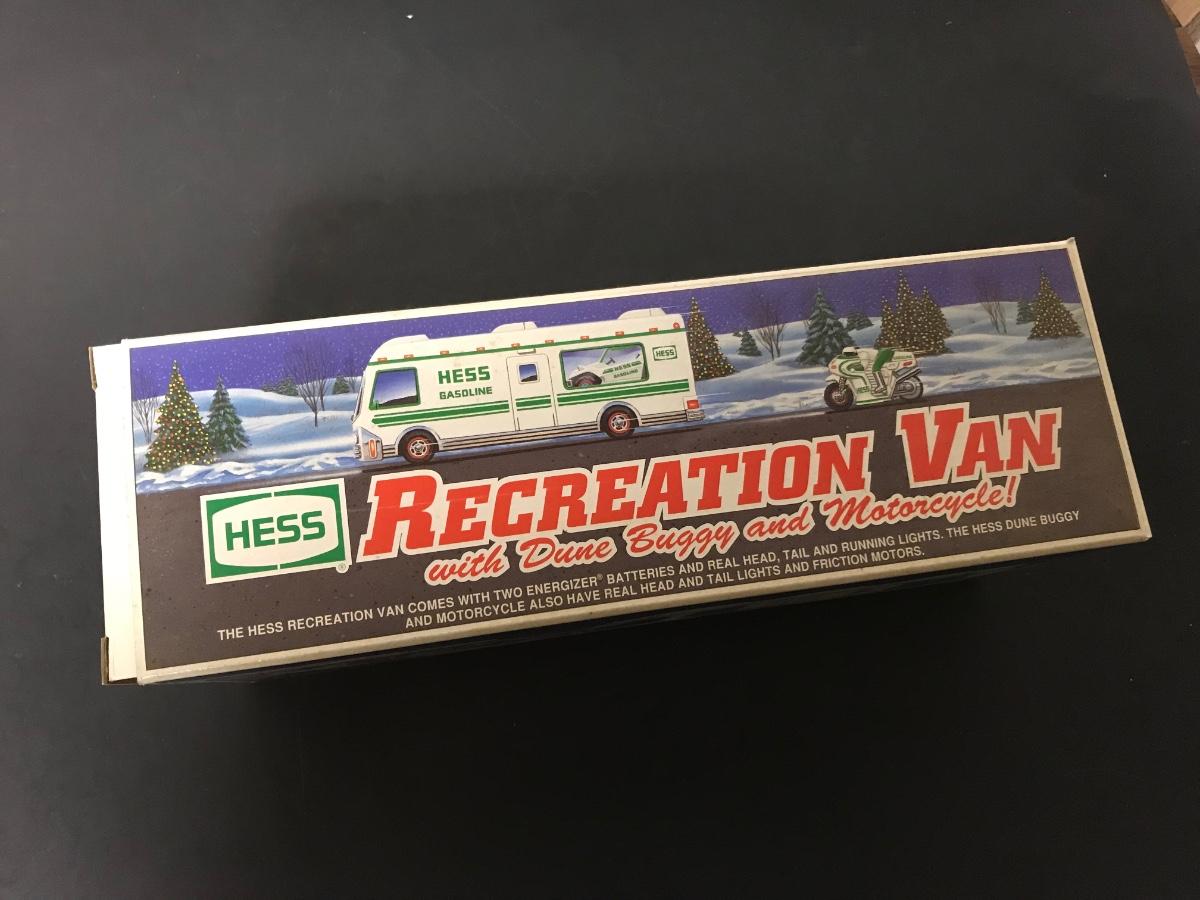 HESS
GASOLINE
HESS
HESS
GASOLINE
HESS®
RECREATION VAN
with Dune Buggy and Motorcycle!
THE HESS RECREATION VAN COMES WITH TWO ENERGIZER® BATTERIES AND REAL HEAD, TAIL AND RUNNING LIGHTS. THE HESS DUNE BUGGY
AND MOTORCYCLE ALSO HAVE REAL HEAD AND TAIL LIGHTS AND FRICTION MOTORS.